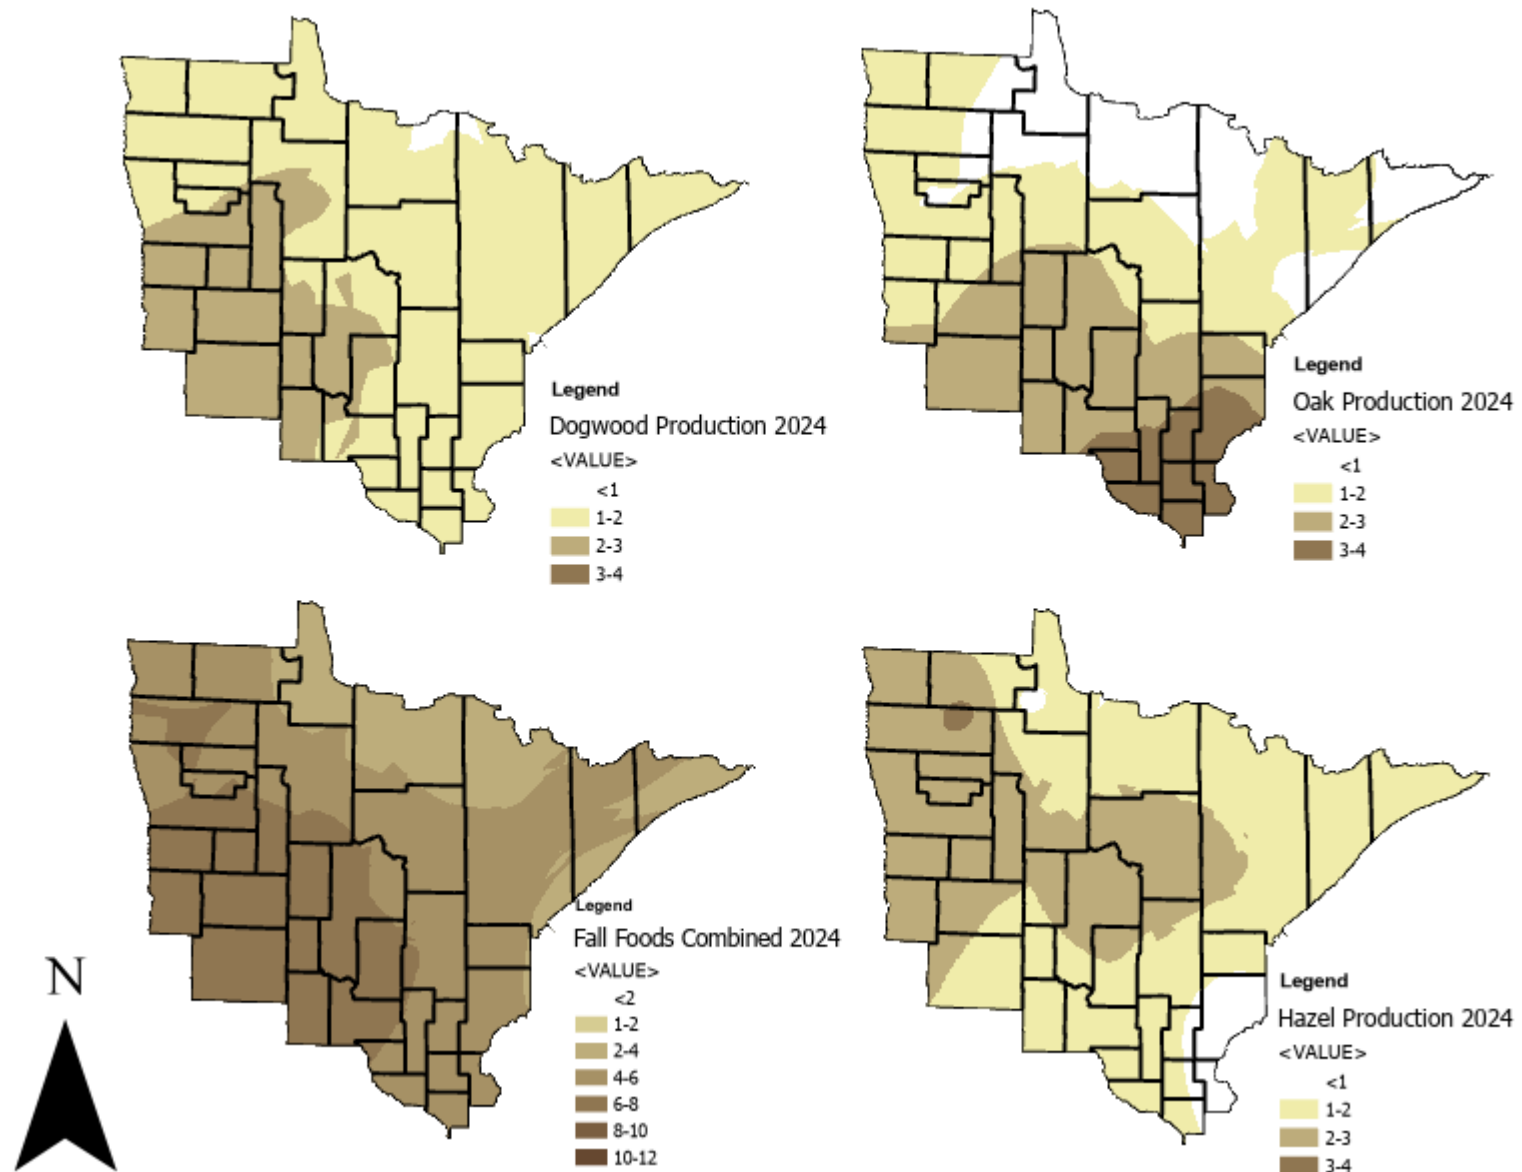 Legend
Dogwood Production 2024
<VALUE>
<1
1-2
2-3
3-4
Legend
Oak Production 2024
<VALUE>
<1
1-2
2-3
3-4
N
Legend
Fall Foods Combined 2024
<VALUE>
<2
1-2
2-4
4-6
6-8
8-10
10-12
Legend
Hazel Production 2024
<VALUE>
<1
1-2
2-3
3-4